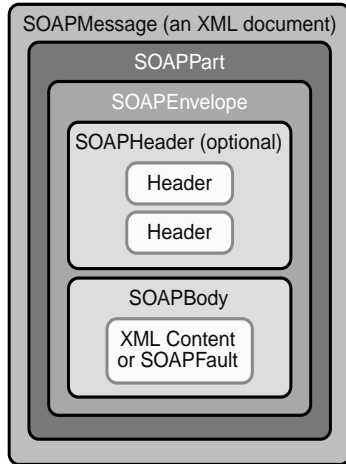 SOAPMessage (an XML document)
SOAPPart
SOAPEnvelope
SOAPHeader (optional)
Header
Header
SOAPBody
XML Content
or SOAPFault